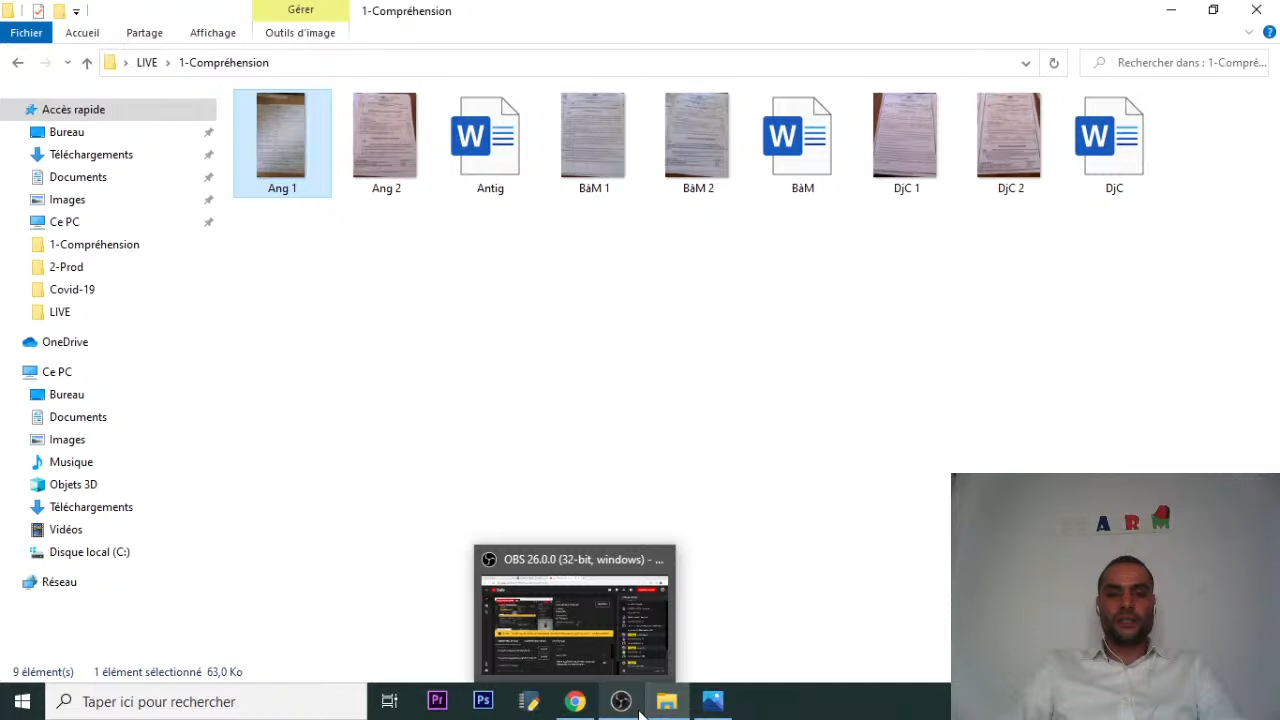 Gérer
1-Compréhension
Fichier
Accueil
Partage
Affichage
Outils d'image
LIVE
1-Compréhension
Rechercher dans : 1-Compré...
Accès rapide
Bureau
Téléchargements
Documents
Images
Ce PC
1-Compréhension
2-Prod
Covid-19
LIVE
OneDrive
Ce PC
Bureau
Documents
Images
Musique
Objets 3D
Téléchargements
Vidéos
Disque local (C:)
Réseau
Ang 1
Ang 2
Antig
BàM 1
BàM 2
BàM
DjC 1
DjC 2
DjC
OBS 26.0.0 (32-bit, windows) - ...
A R M
9 élément(s)
1 élément sélectionné 53,0 Ko
Taper ici pour rechercher
Pr
Ps